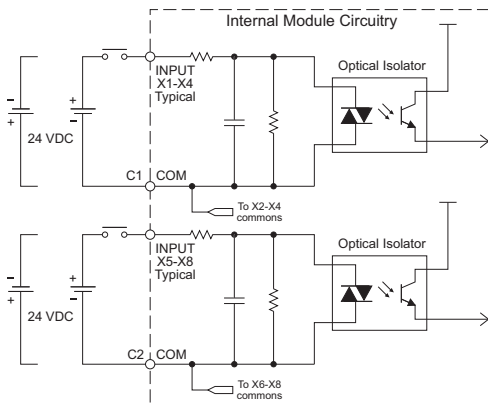 Internal Module Circuitry
INPUT
X1-X4
Typical
Optical Isolator
-
+
+
-
24 VDC
C1
COM
To X2-X4
commons
INPUT
X5-X8
Typical
Optical Isolator
-
+
+
-
24 VDC
C2
COM
To X6-X8
commons